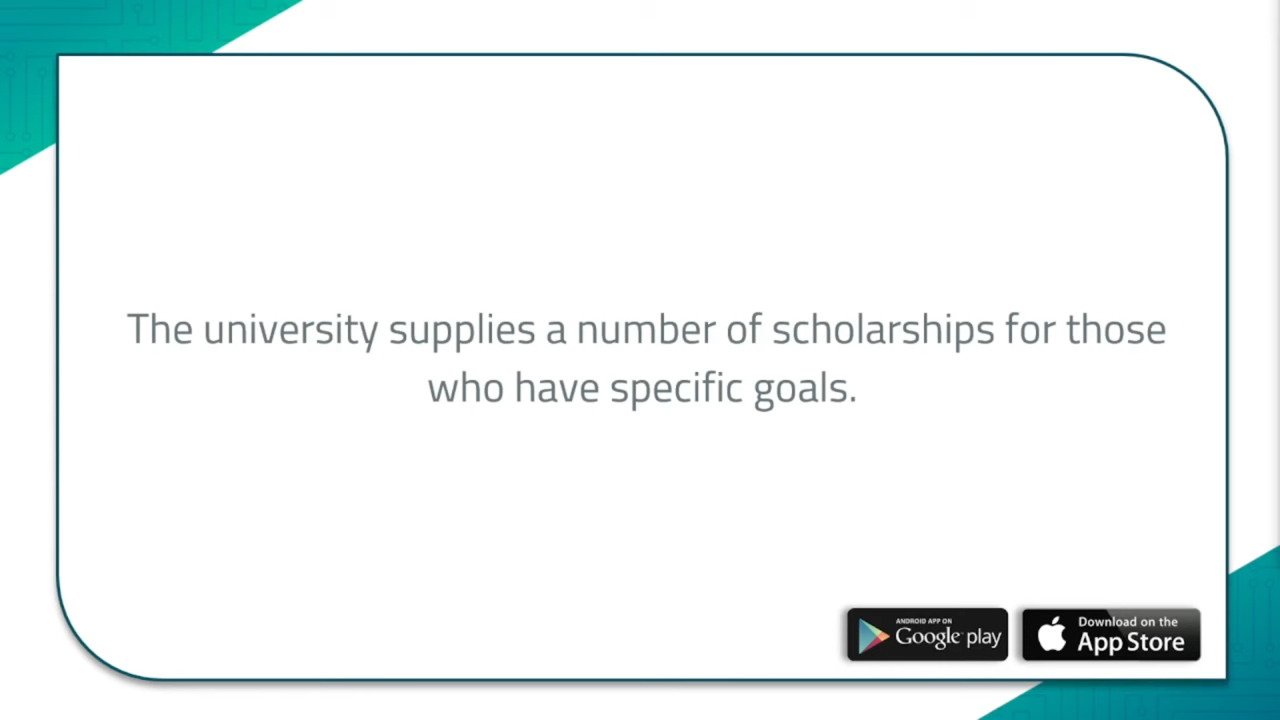 The university supplies a number of scholarships for those
who have specific goals.
ANDROID APP ON
Google play
Download on the
App Store